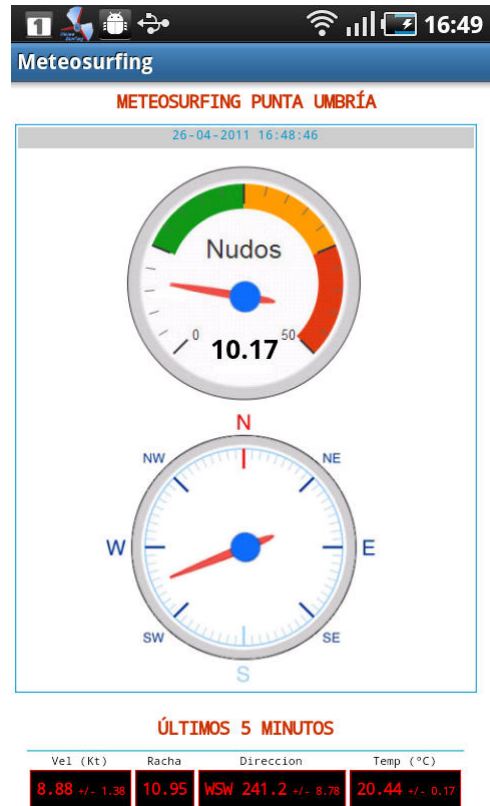 1 16:49
Meteosurfing
METEOSURFING PUNTA UMBRÍA
26-04-2011 16:48:46
Nudos
0 50
10.17
N
NW NE
W E
SW SE
S
ÚLTIMOS 5 MINUTOS
Vel (Kt) Racha Direccion Temp (ºC)
8.88 +/- 1.38 10.95 WSW 241.2 +/- 8.78 20.44 +/- 0.17